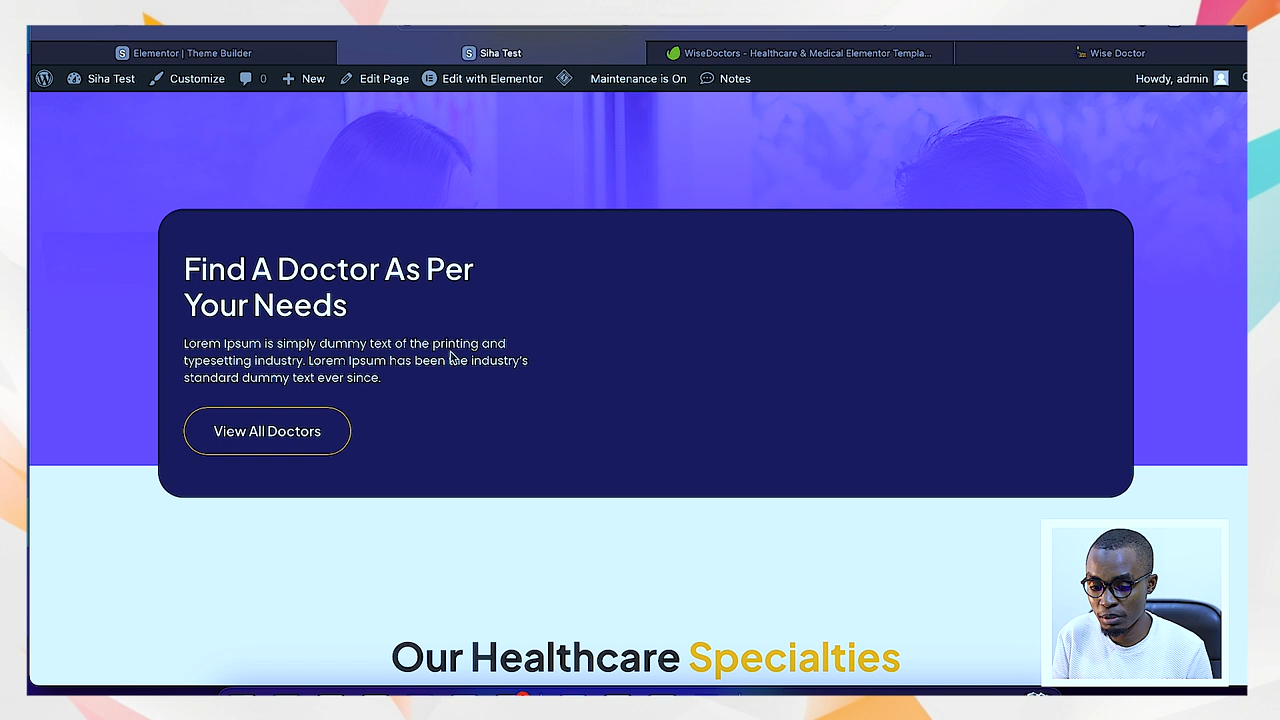 Elementor | Theme Builder
Siha Test
WiseDoctors - Healthcare & Medical Elementor Templa...
Wise Doctor
Siha Test
Customize
0
New
Edit Page
Edit with Elementor
Maintenance is On
Notes
Howdy, admin
Find A Doctor As Per
Your Needs
Lorem Ipsum is simply dummy text of the printing and
typesetting industry. Lorem Ipsum has been the industry's
standard dummy text ever since.
View All Doctors
Our Healthcare Specialties